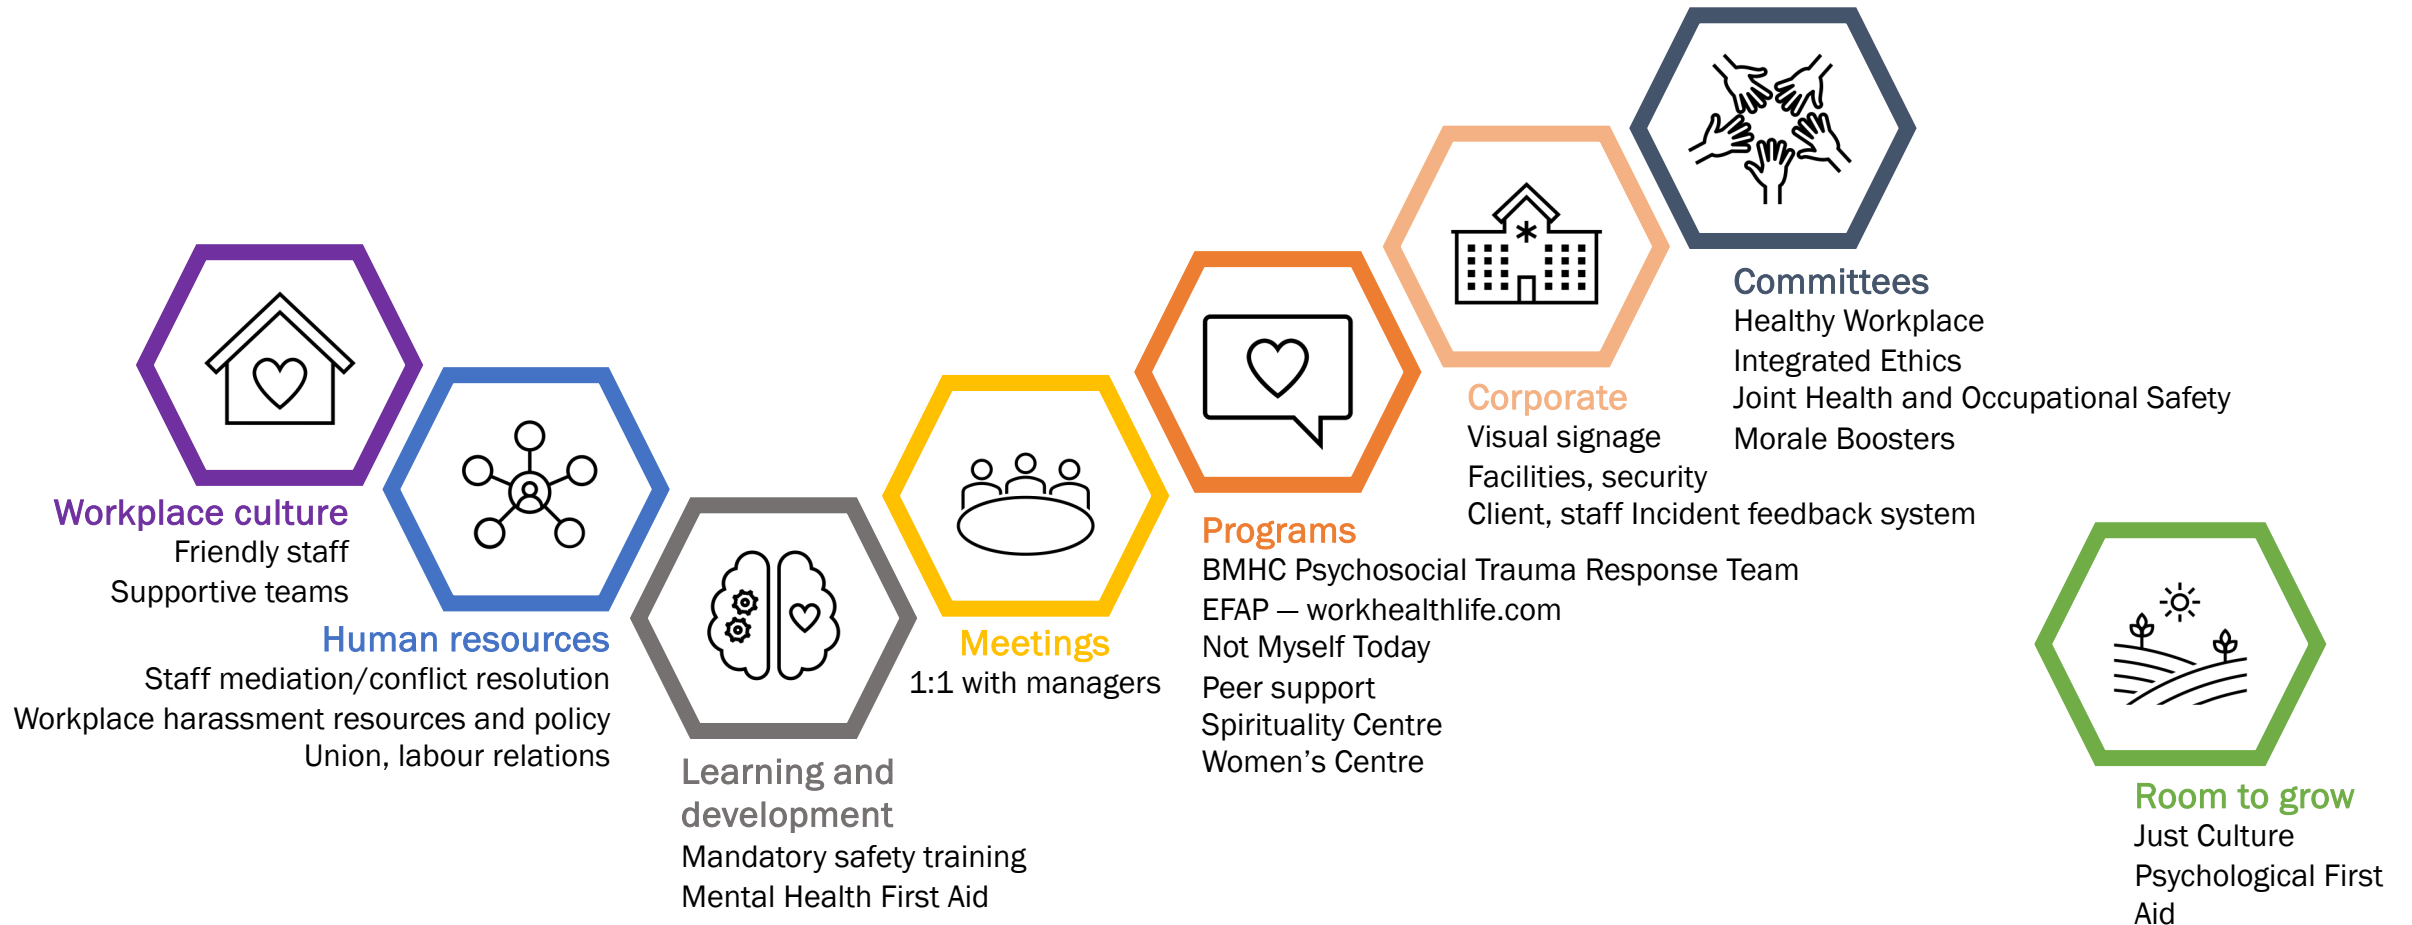 Workplace culture
Friendly staff
Supportive teams
Human resources
Staff mediation/conflict resolution
Workplace harassment resources and policy
Union, labour relations
Learning and
development
Mandatory safety training
Mental Health First Aid
Meetings
1:1 with managers
Programs
BMHC Psychosocial Trauma Response Team
EFAP — workhealthlife.com
Not Myself Today
Peer support
Spirituality Centre
Women’s Centre
Corporate
Visual signage
Facilities, security
Client, staff Incident feedback system
Committees
Healthy Workplace
Integrated Ethics
Joint Health and Occupational Safety
Morale Boosters
Room to grow
Just Culture
Psychological First
Aid